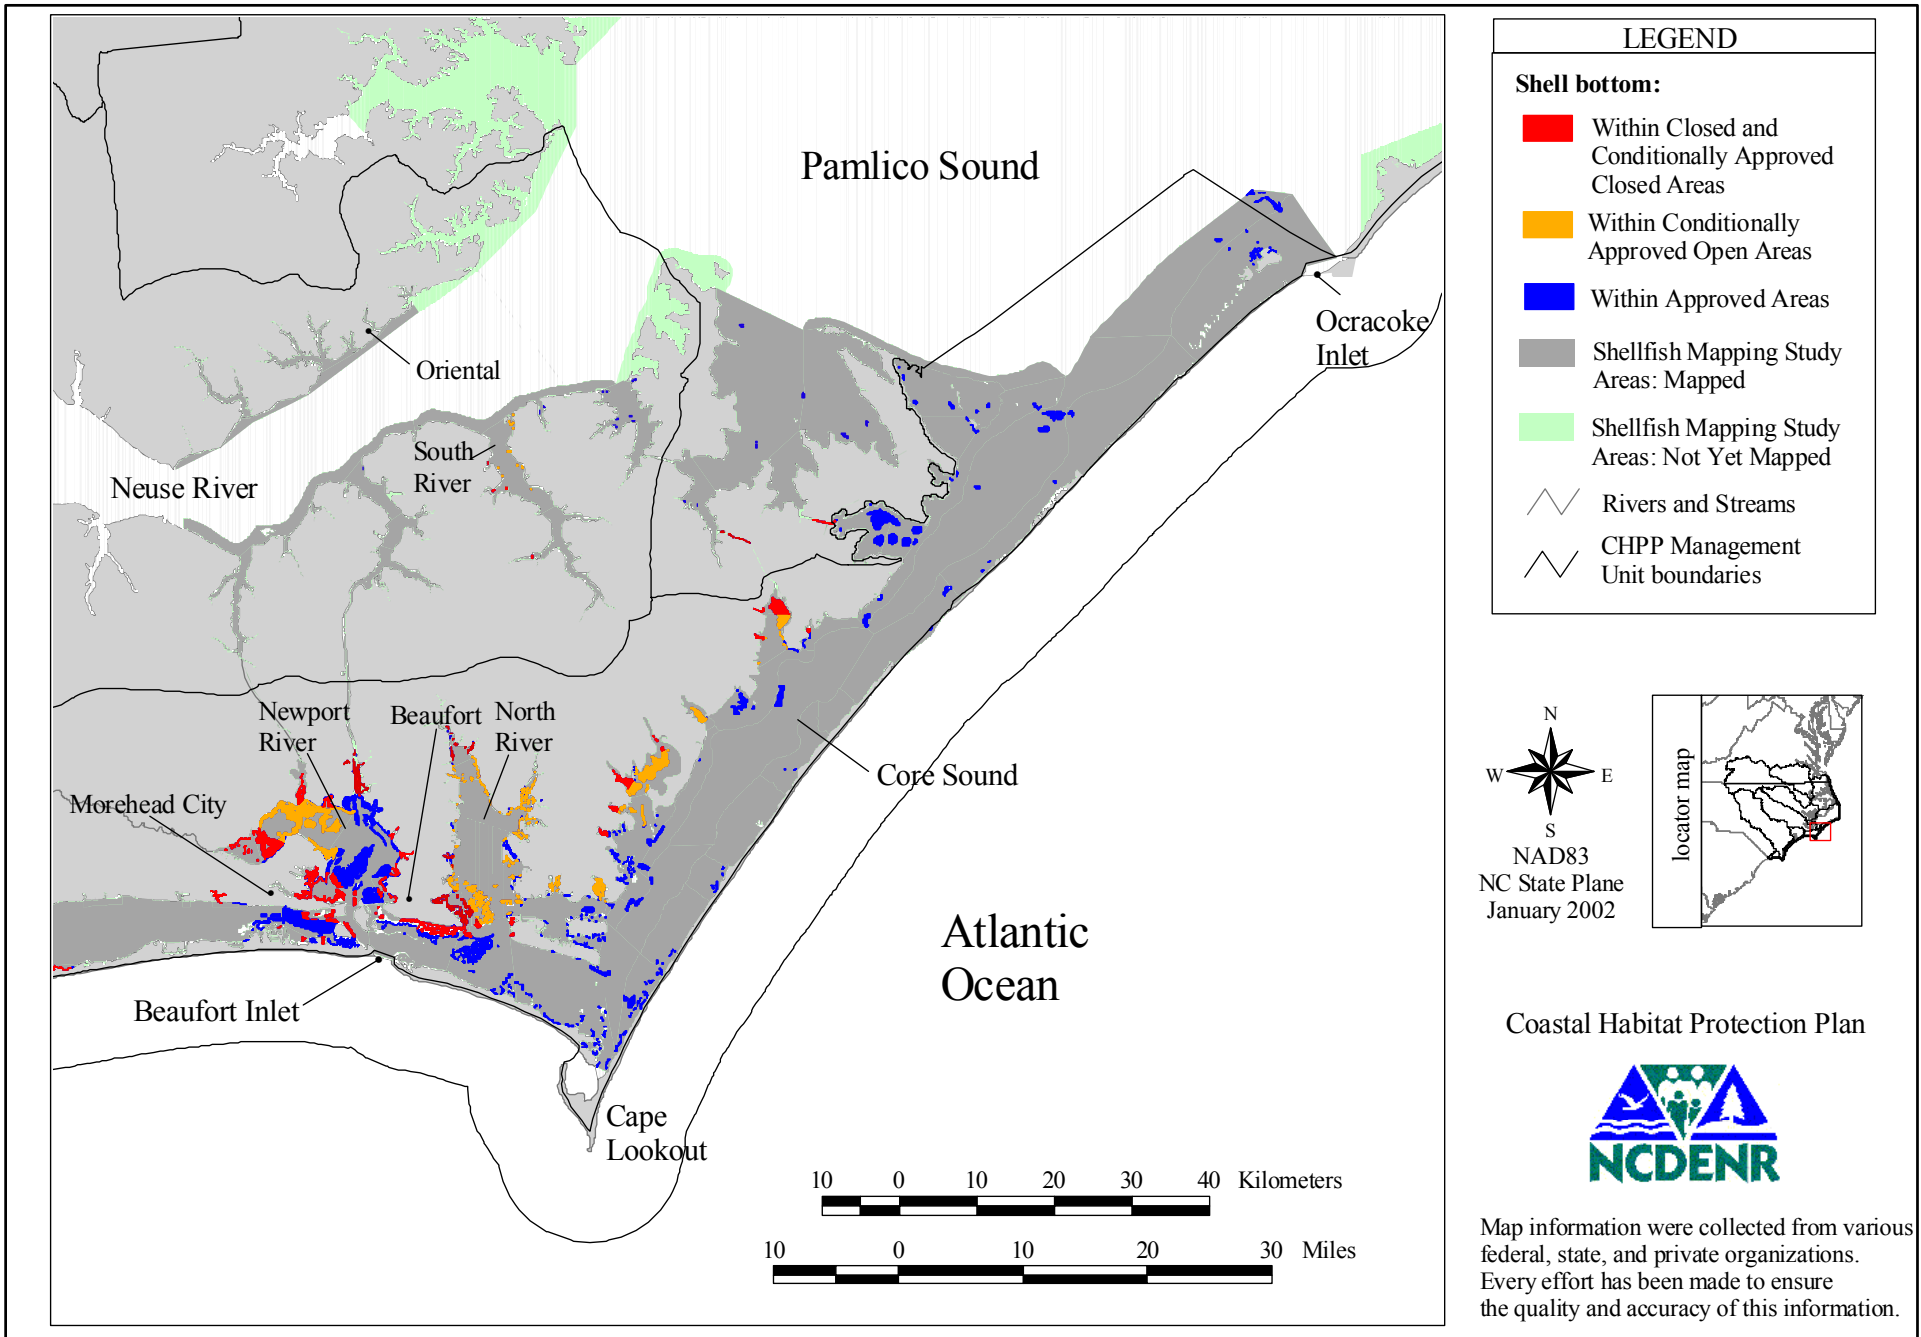 Pamlico Sound
Ocracoke
Inlet
Oriental
South
River
Neuse River
Newport
River
Beaufort
North
River
Morehead City
Core Sound
Atlantic
Ocean
Beaufort Inlet
Cape
Lookout
10 0 10 20 30 40 Kilometers
10 0 10 20 30 Miles
LEGEND
Shell bottom:
Within Closed and
Conditionally Approved
Closed Areas
Within Conditionally
Approved Open Areas
Within Approved Areas
Shellfish Mapping Study
Areas: Mapped
Shellfish Mapping Study
Areas: Not Yet Mapped
Rivers and Streams
CHPP Management
Unit boundaries
N
W E
S
NAD83
NC State Plane
January 2002
locator map
Coastal Habitat Protection Plan
NCDENR
Map information were collected from various
federal, state, and private organizations.
Every effort has been made to ensure
the quality and accuracy of this information.